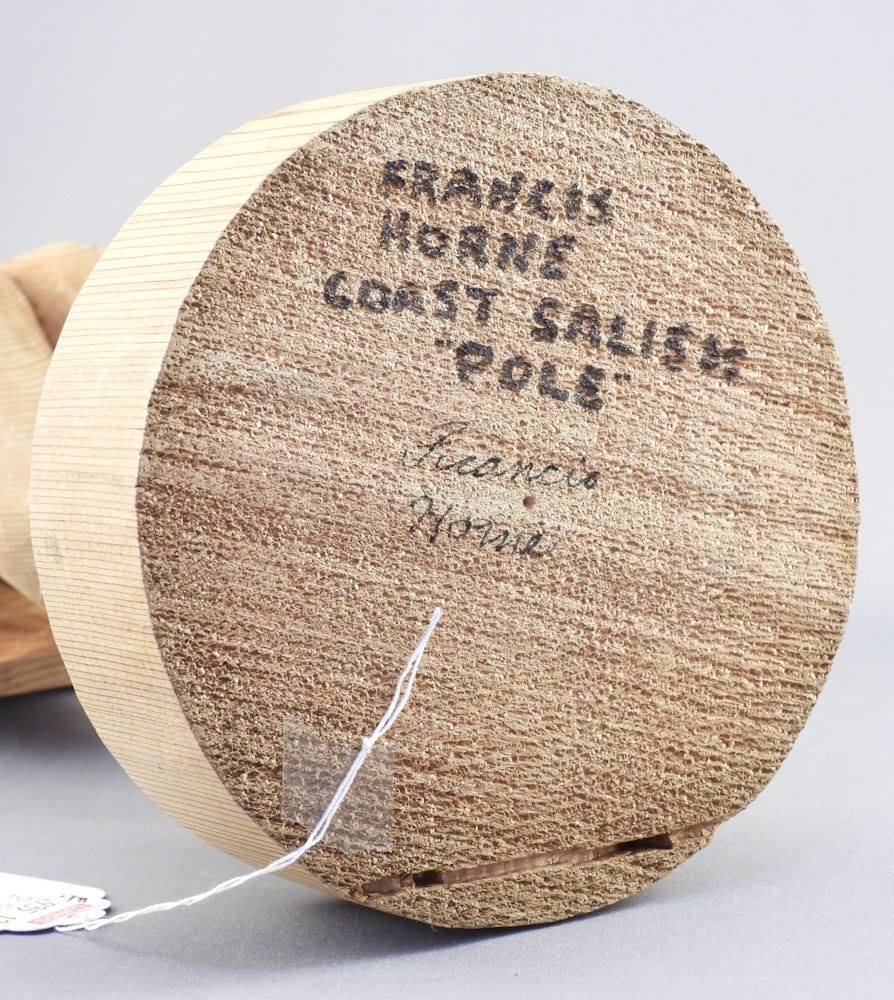 FRANCIS
HORNE
COAST SALISH
"POLE"
Francis
Horne